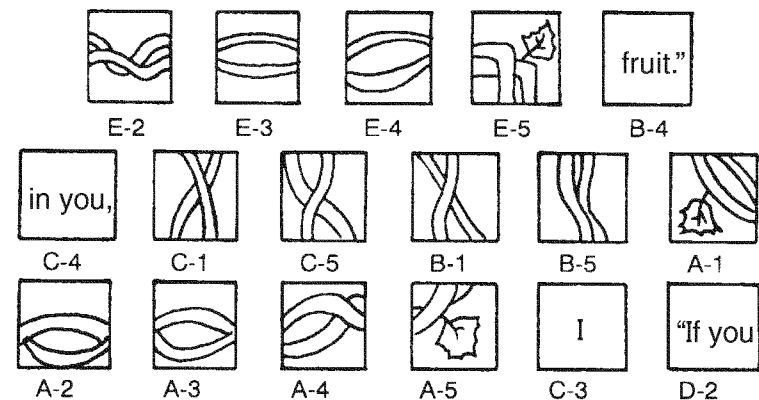 fruit.”
E-2 E-3 E-4 E-5 B-4
in you,
C-4 C-1 C-5 B-1 B-5 A-1
I “If you
A-2 A-3 A-4 A-5 C-3 D-2